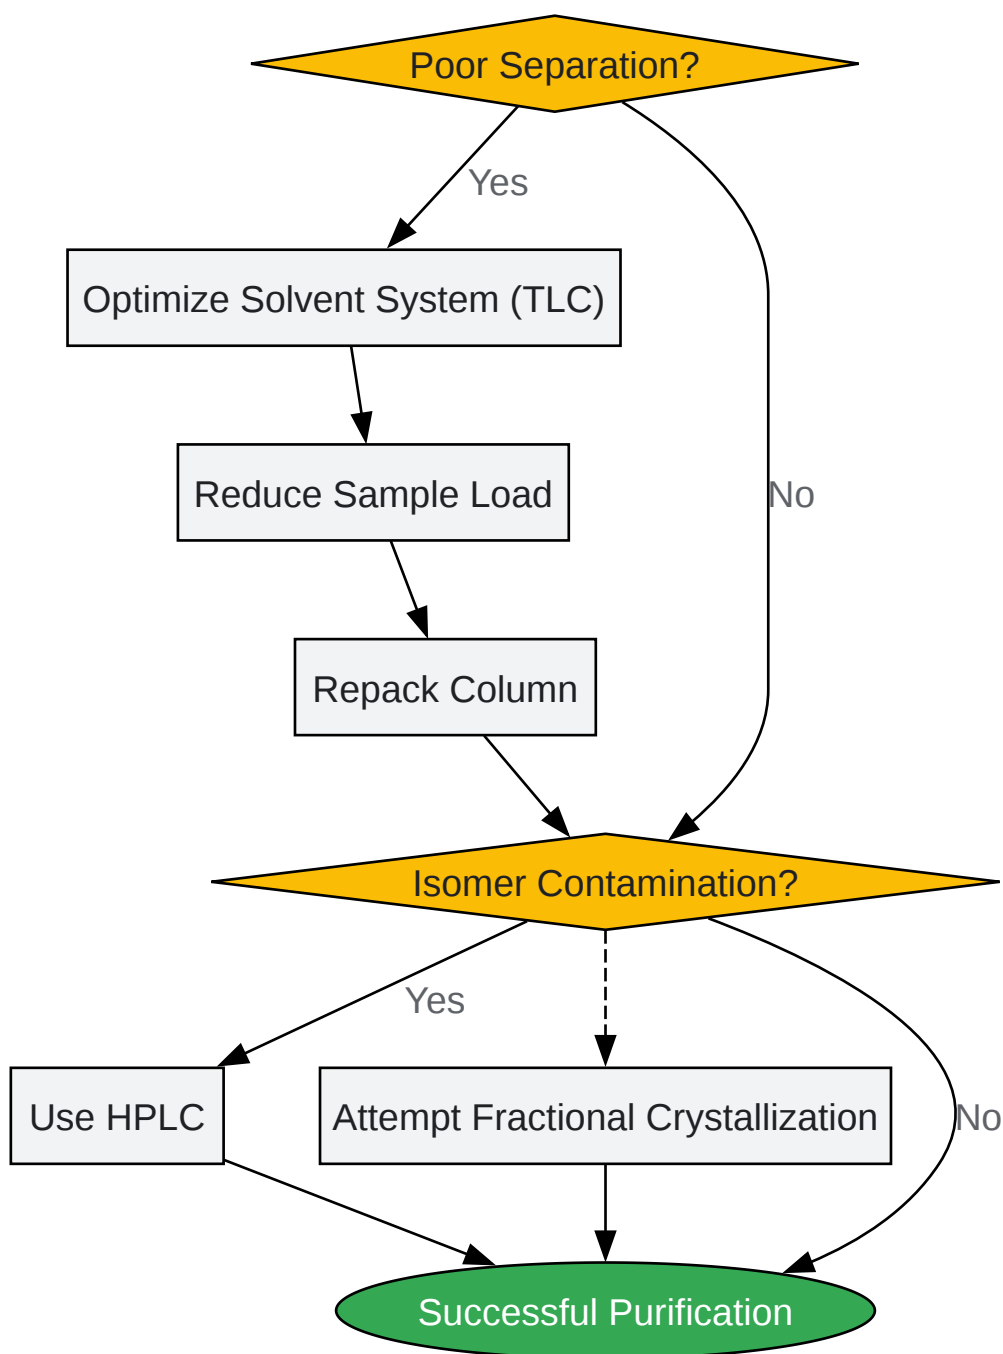 Poor Separation?
Yes
Optimize Solvent System (TLC)
Reduce Sample Load
No
Repack Column
Isomer Contamination?
Yes
Use HPLC
Attempt Fractional Crystallization
No
Successful Purification